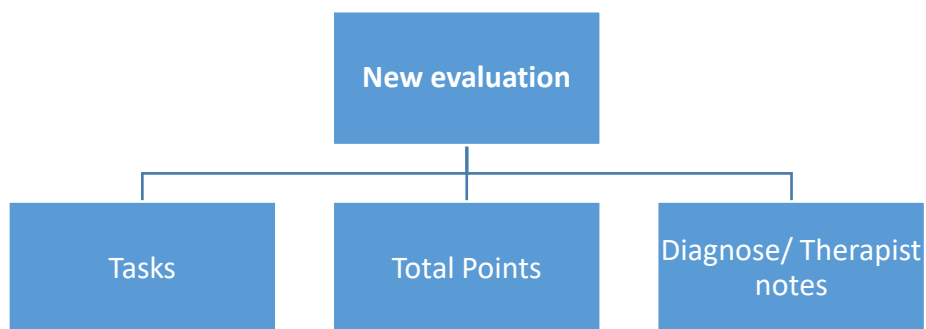 New evaluation
Tasks
Total Points
Diagnose/ Therapist
notes